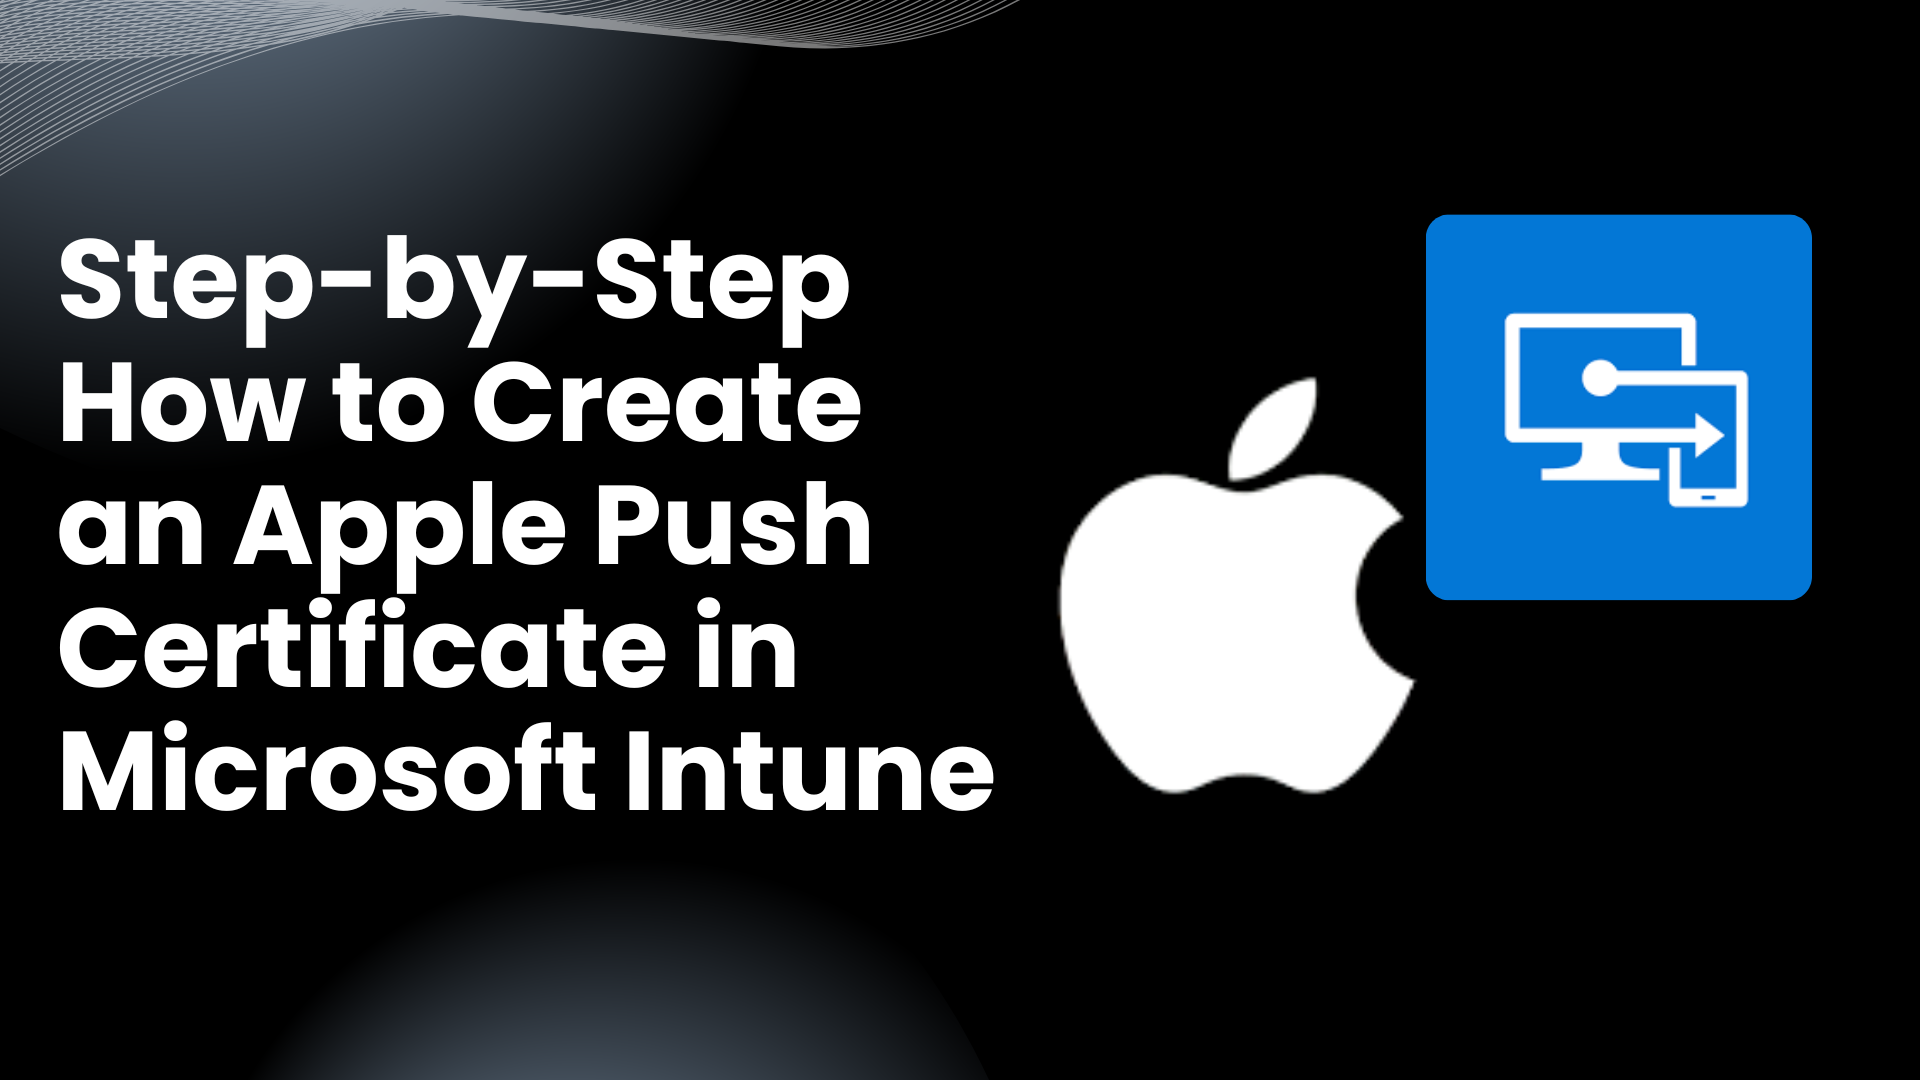 Step-by-Step
How to Create
an Apple Push
Certificate in
Microsoft Intune